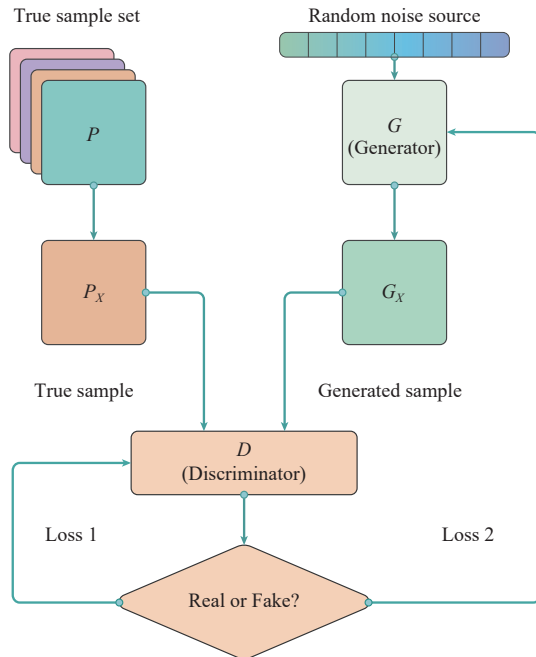 True sample set
Random noise source
P
G
(Generator)
P_X
G_X
True sample
Generated sample
D
(Discriminator)
Loss 1
Loss 2
Real or Fake?